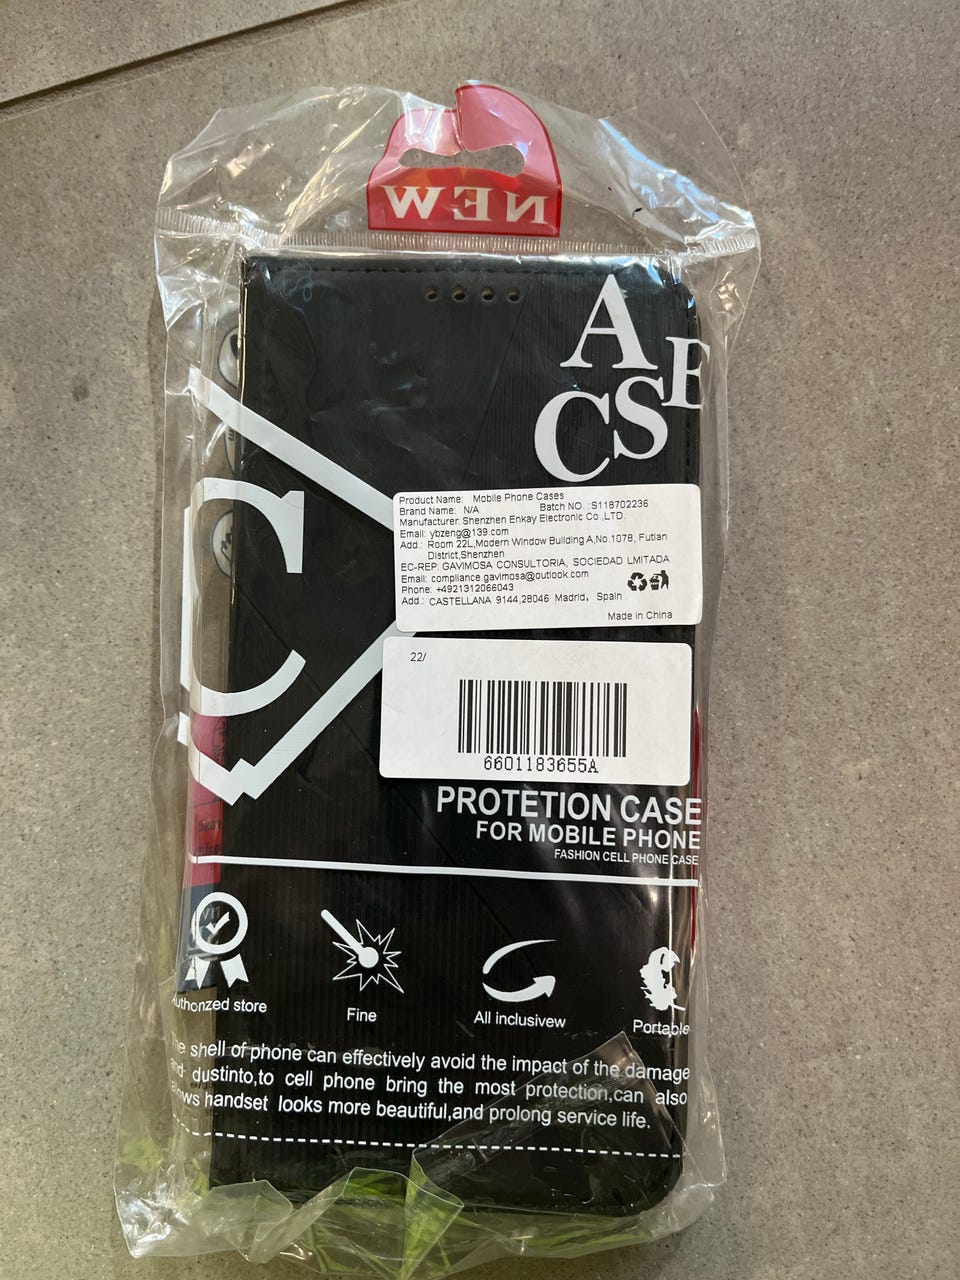 NEW
A
E
CS
C
Product Name: Mobile Phone Cases
Brand Name: N/A Batch NO. :S118702236
Manufacturer: Shenzhen Enkay Electronic Co.,LTD.
Email: ybzeng@139.com
Add.: Room 22L,Modern Window Building A,No.1078, Futian
District,Shenzhen
EC-REP: GAVIMOSA CONSULTORIA, SOCIEDAD LMITADA
Email: compliance.gavimosa@outlook.com
Phone: +4921312066043
Add.: CASTELLANA 9144,28046 Madrid, Spain
Made in China
22/
6601183655A
PROTETION CASE
FOR MOBILE PHONE
FASHION CELL PHONE CASE
Authonzed store
Fine
All inclusivew
Portable
shell of phone can effectively avoid the impact of the damage
and dustinto,to cell phone bring the most protection,can also
handset looks more beautiful,and prolong service life.